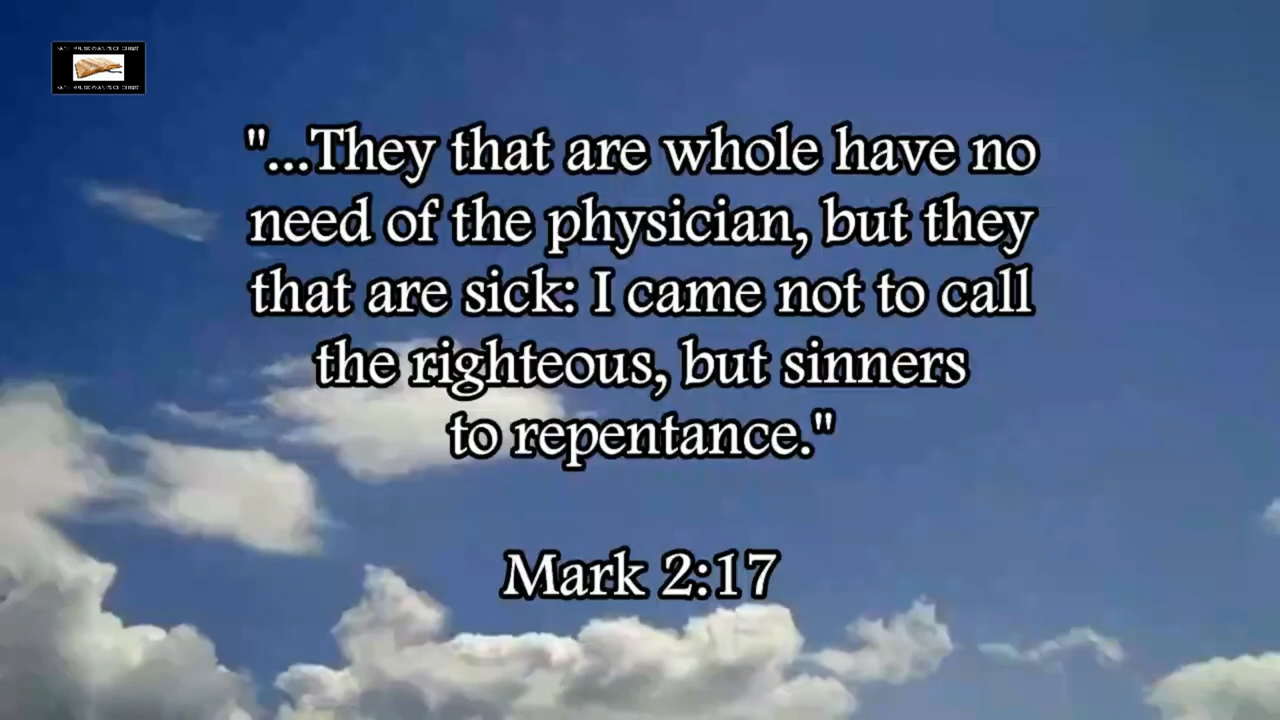 "...They that are whole have no
need of the physician, but they
that are sick: I came not to call
the righteous, but sinners
to repentance."
Mark 2:17